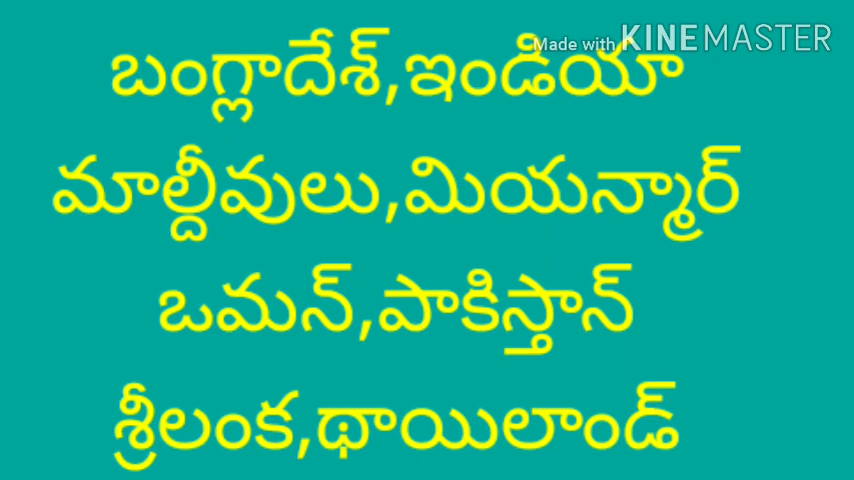 Made with KINEMASTER
బంగ్లాదేశ్,ఇండియా
మాల్దీవులు,మియన్మార్
ఒమన్,పాకిస్తాన్
శ్రీలంక,థాయిలాండ్